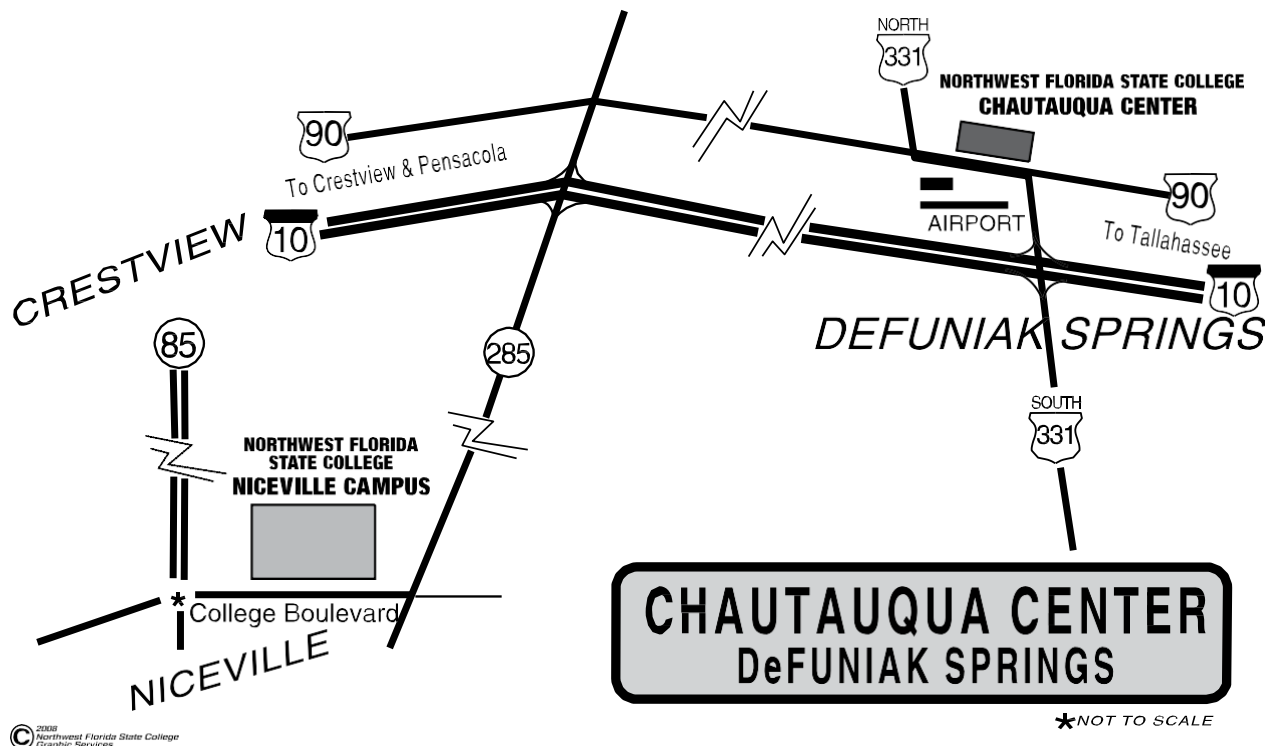 NORTH
331
NORTHWEST FLORIDA STATE COLLEGE
CHAUTAUQUA CENTER
90
To Crestview & Pensacola
90
To Tallahassee
AIRPORT
CRESTVIEW
10
10
DEFUNIAK SPRINGS
85
285
SOUTH
331
NORTHWEST FLORIDA
STATE COLLEGE
NICEVILLE CAMPUS
*
College Boulevard
NICEVILLE
CHAUTAUQUA CENTER
DeFUNIAK SPRINGS
*NOT TO SCALE
© 2008
Northwest Florida State College
Graphic Services